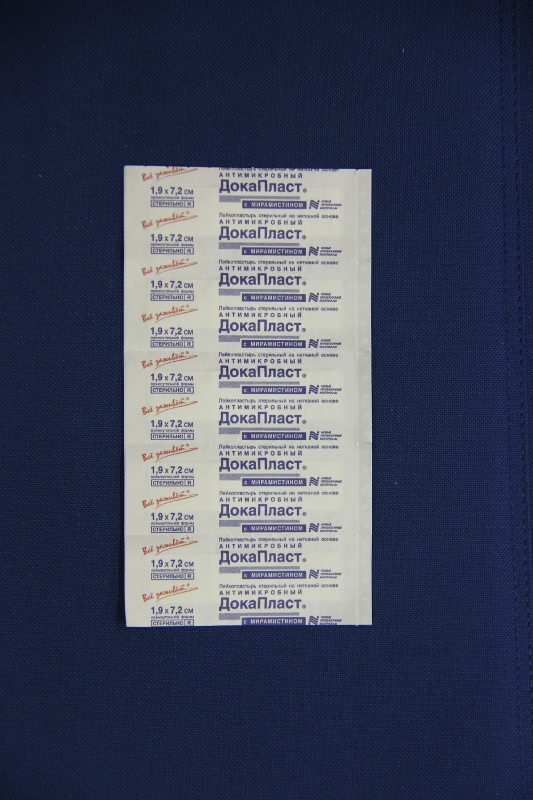 Всё заживёт®
АНТИМИКРОБНЫЙ
ДокаПласт®
1,9 х 7,2 см
прямоугольной формы
СТЕРИЛЬНО R
с МИРАМИСТИНОМ
Лейкопластырь стерильный на нетканой основе
АНТИМИКРОБНЫЙ
Всё заживёт®
ДокаПласт®
1,9 х 7,2 см
прямоугольной формы
СТЕРИЛЬНО R
с МИРАМИСТИНОМ
Лейкопластырь стерильный на нетканой основе
АНТИМИКРОБНЫЙ
Всё заживёт®
ДокаПласт®
1,9 х 7,2 см
прямоугольной формы
СТЕРИЛЬНО R
с МИРАМИСТИНОМ
Лейкопластырь стерильный на нетканой основе
АНТИМИКРОБНЫЙ
Всё заживёт®
ДокаПласт®
1,9 х 7,2 см
прямоугольной формы
СТЕРИЛЬНО R
с МИРАМИСТИНОМ
Лейкопластырь стерильный на нетканой основе
АНТИМИКРОБНЫЙ
Всё заживёт®
ДокаПласт®
1,9 х 7,2 см
прямоугольной формы
СТЕРИЛЬНО R
с МИРАМИСТИНОМ
Лейкопластырь стерильный на нетканой основе
АНТИМИКРОБНЫЙ
Всё заживёт®
ДокаПласт®
1,9 х 7,2 см
прямоугольной формы
СТЕРИЛЬНО R
с МИРАМИСТИНОМ
Лейкопластырь стерильный на нетканой основе
АНТИМИКРОБНЫЙ
Всё заживёт®
ДокаПласт®
1,9 х 7,2 см
прямоугольной формы
СТЕРИЛЬНО R
с МИРАМИСТИНОМ
Лейкопластырь стерильный на нетканой основе
АНТИМИКРОБНЫЙ
Всё заживёт®
ДокаПласт®
1,9 х 7,2 см
прямоугольной формы
СТЕРИЛЬНО R
с МИРАМИСТИНОМ
Лейкопластырь стерильный на нетканой основе
АНТИМИКРОБНЫЙ
Всё заживёт®
ДокаПласт®
1,9 х 7,2 см
прямоугольной формы
СТЕРИЛЬНО R
с МИРАМИСТИНОМ
Лейкопластырь стерильный на нетканой основе
АНТИМИКРОБНЫЙ
Всё заживёт®
ДокаПласт®
1,9 х 7,2 см
прямоугольной формы
СТЕРИЛЬНО R
с МИРАМИСТИНОМ